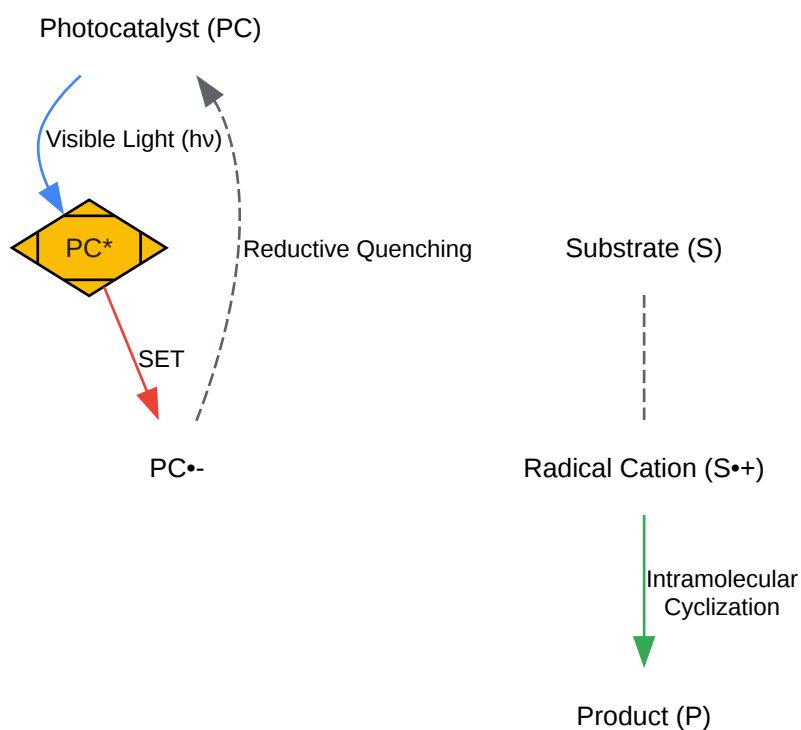 Photocatalyst (PC)
Visible Light (hν)
PC*
Reductive Quenching
Substrate (S)
SET
PC•-
Radical Cation (S•+)
Intramolecular
Cyclization
Product (P)